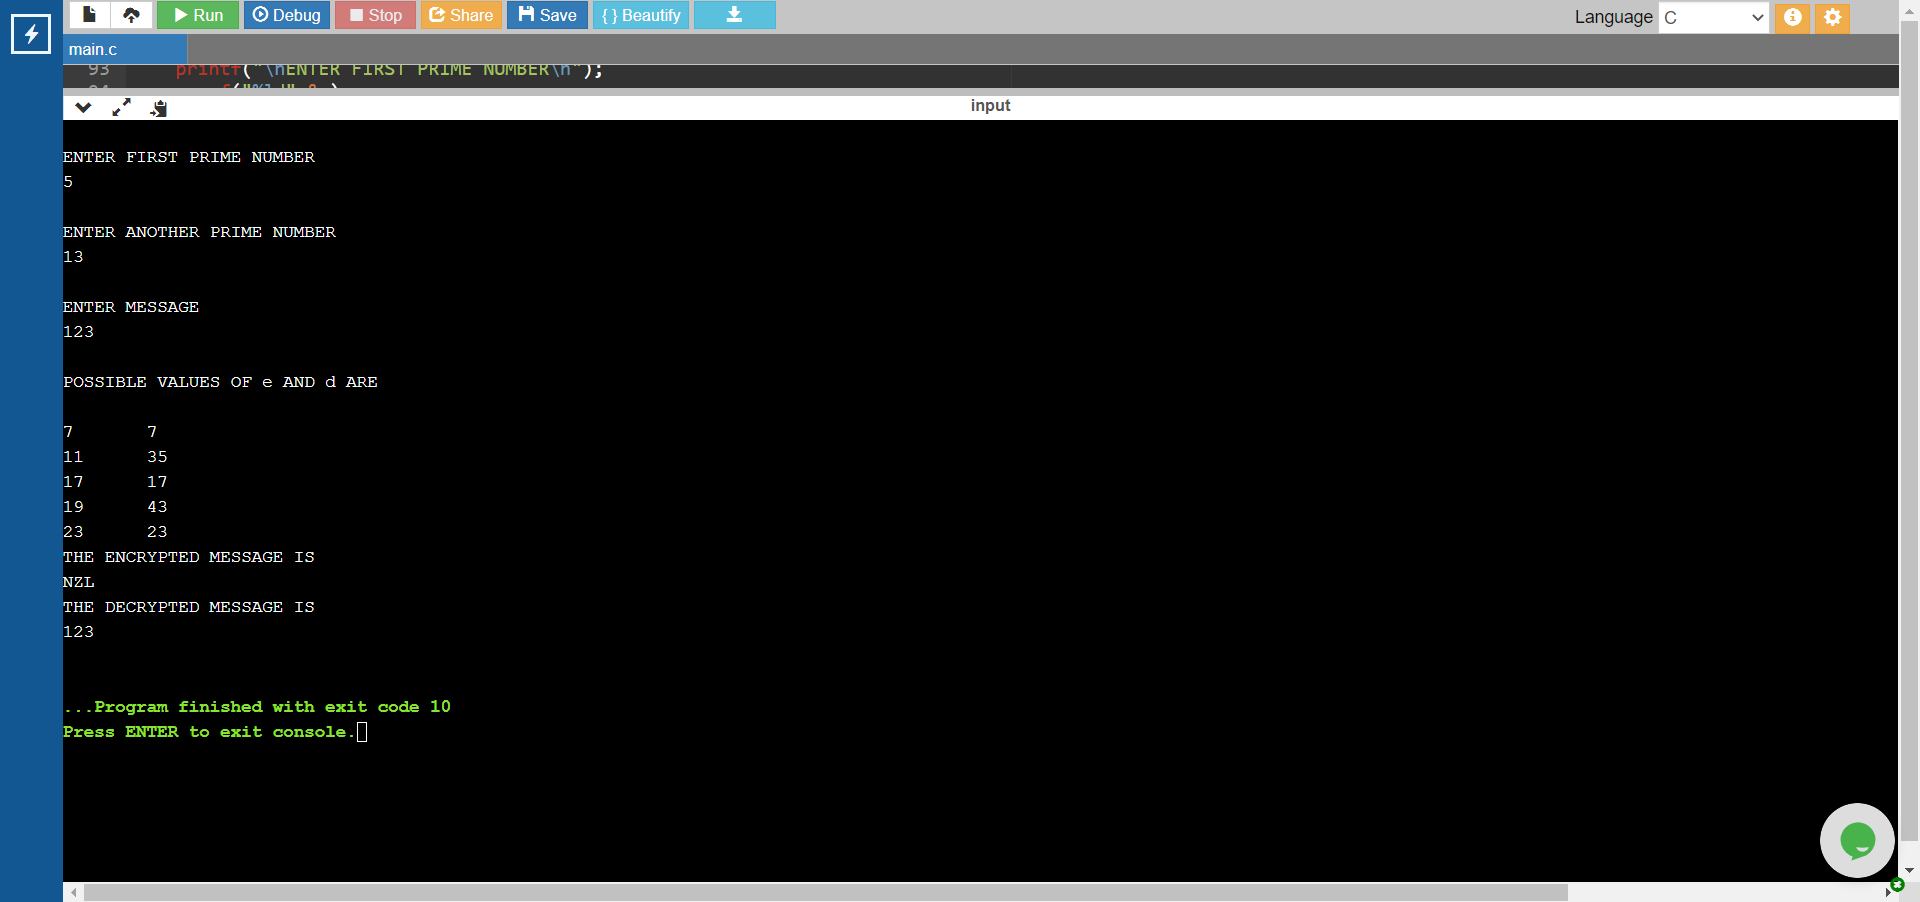 Run Debug Stop Share Save { } Beautify Language C
main.c
93 printf("\nENTER FIRST PRIME NUMBER\n");
input
ENTER FIRST PRIME NUMBER
5
ENTER ANOTHER PRIME NUMBER
13
ENTER MESSAGE
123
POSSIBLE VALUES OF e AND d ARE
7 7
11 35
17 17
19 43
23 23
THE ENCRYPTED MESSAGE IS
NZL
THE DECRYPTED MESSAGE IS
123
...Program finished with exit code 10
Press ENTER to exit console.